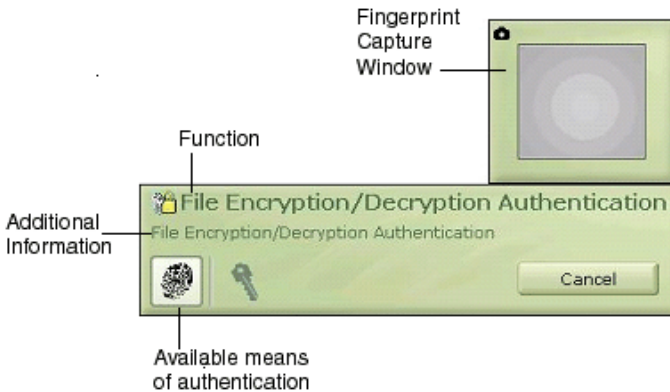 Fingerprint
Capture
Window
Function
File Encryption/Decryption Authentication
Additional
Information
File Encryption/Decryption Authentication
Cancel
Available means
of authentication